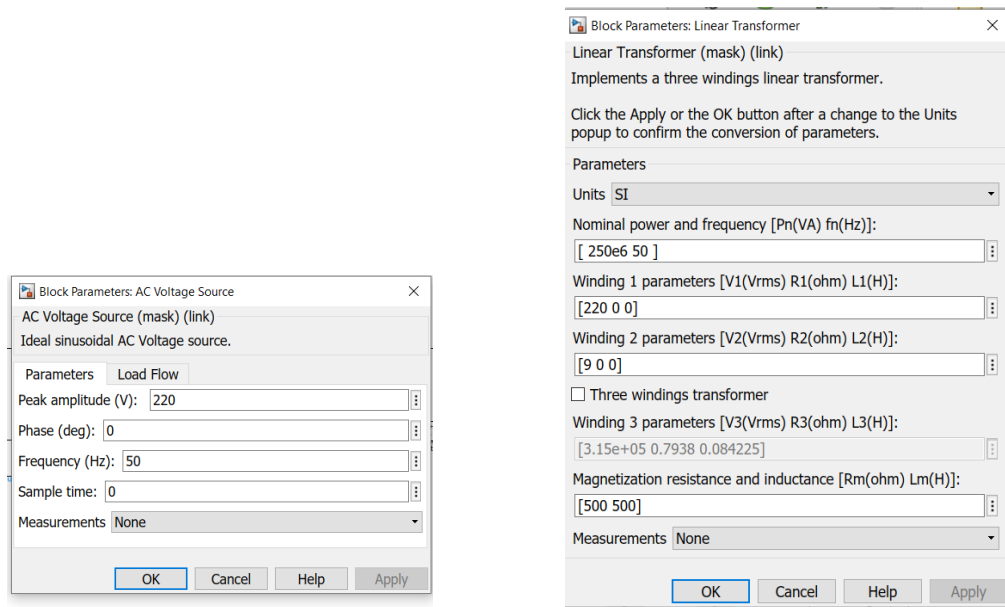 Block Parameters: AC Voltage Source
AC Voltage Source (mask) (link)
Ideal sinusoidal AC Voltage source.
Parameters
Load Flow
Peak amplitude (V): 220
Phase (deg): 0
Frequency (Hz): 50
Sample time: 0
Measurements None
OK
Cancel
Help
Apply
Block Parameters: Linear Transformer
Linear Transformer (mask) (link)
Implements a three windings linear transformer.
Click the Apply or the OK button after a change to the Units
popup to confirm the conversion of parameters.
Parameters
Units SI
Nominal power and frequency [Pn(VA) fn(Hz)]:
[ 250e6 50 ]
Winding 1 parameters [V1(Vrms) R1(ohm) L1(H)]:
[220 0 0]
Winding 2 parameters [V2(Vrms) R2(ohm) L2(H)]:
[9 0 0]
Three windings transformer
Winding 3 parameters [V3(Vrms) R3(ohm) L3(H)]:
[3.15e+05 0.7938 0.084225]
Magnetization resistance and inductance [Rm(ohm) Lm(H)]:
[500 500]
Measurements None
OK
Cancel
Help
Apply